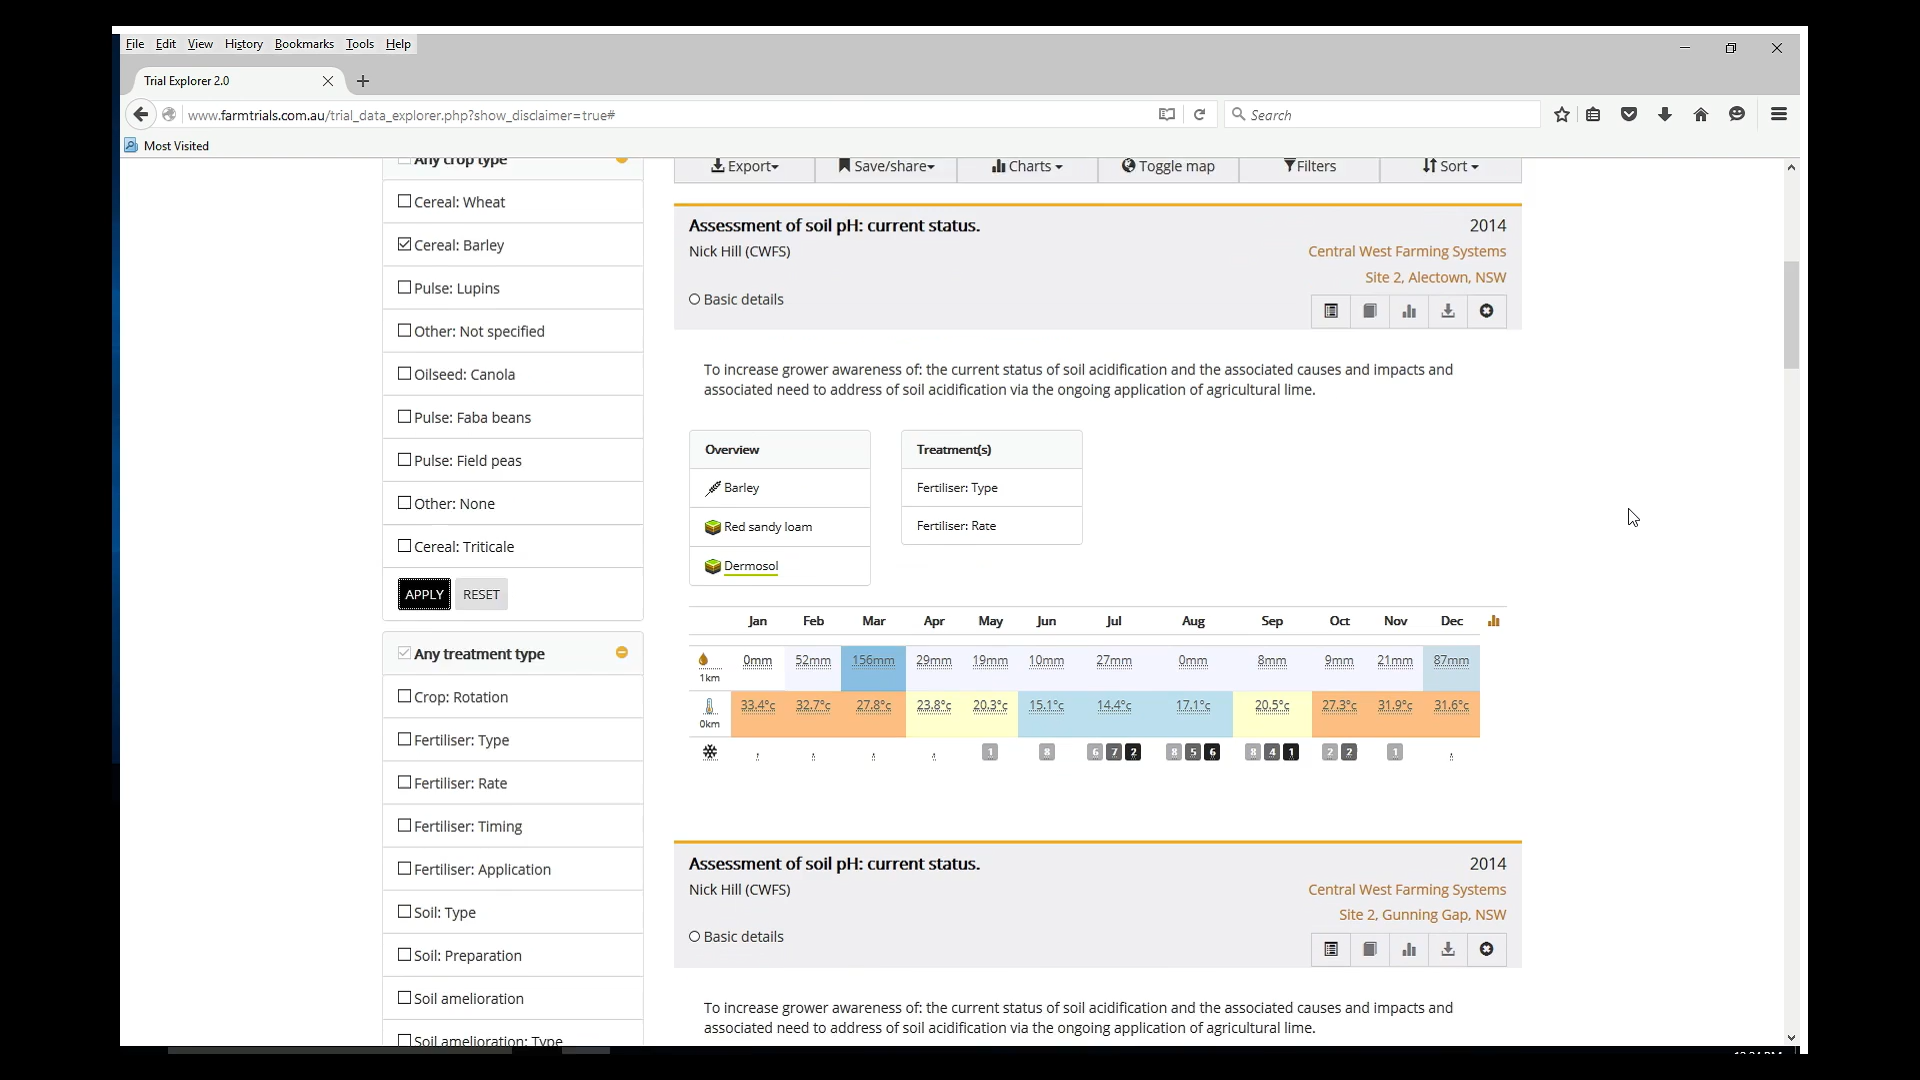 File Edit View History Bookmarks Tools Help
Trial Explorer 2.0
www.farmtrials.com.au/trial_data_explorer.php?show_disclaimer=true#
Search
Most Visited
Any crop type
Cereal: Wheat
Cereal: Barley
Pulse: Lupins
Other: Not specified
Oilseed: Canola
Pulse: Faba beans
Pulse: Field peas
Other: None
Cereal: Triticale
APPLY RESET
Any treatment type
Crop: Rotation
Fertiliser: Type
Fertiliser: Rate
Fertiliser: Timing
Fertiliser: Application
Soil: Type
Soil: Preparation
Soil amelioration
Soil amelioration: Type
Export Save/share Charts Toggle map Filters Sort
Assessment of soil pH: current status. 2014
Nick Hill (CWFS) Central West Farming Systems
Site 2, Alectown, NSW
Basic details
To increase grower awareness of: the current status of soil acidification and the associated causes and impacts and
associated need to address of soil acidification via the ongoing application of agricultural lime.
Overview
Barley
Red sandy loam
Dermosol
Treatment(s)
Fertiliser: Type
Fertiliser: Rate
Jan Feb Mar Apr May Jun Jul Aug Sep Oct Nov Dec
0mm 52mm 156mm 29mm 19mm 10mm 27mm 0mm 8mm 9mm 21mm 87mm
1km
33.4°c 32.7°c 27.8°c 23.8°c 20.3°c 15.1°c 14.4°c 17.1°c 20.5°c 27.3°c 31.9°c 31.6°c
0km
1 8 6 7 2 8 5 6 8 4 1 2 2 1
Assessment of soil pH: current status. 2014
Nick Hill (CWFS) Central West Farming Systems
Site 2, Gunning Gap, NSW
Basic details
To increase grower awareness of: the current status of soil acidification and the associated causes and impacts and
associated need to address of soil acidification via the ongoing application of agricultural lime.